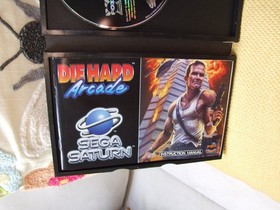 DIE HARD
Arcade
SEGA
SATURN
INSTRUCTION MANUAL